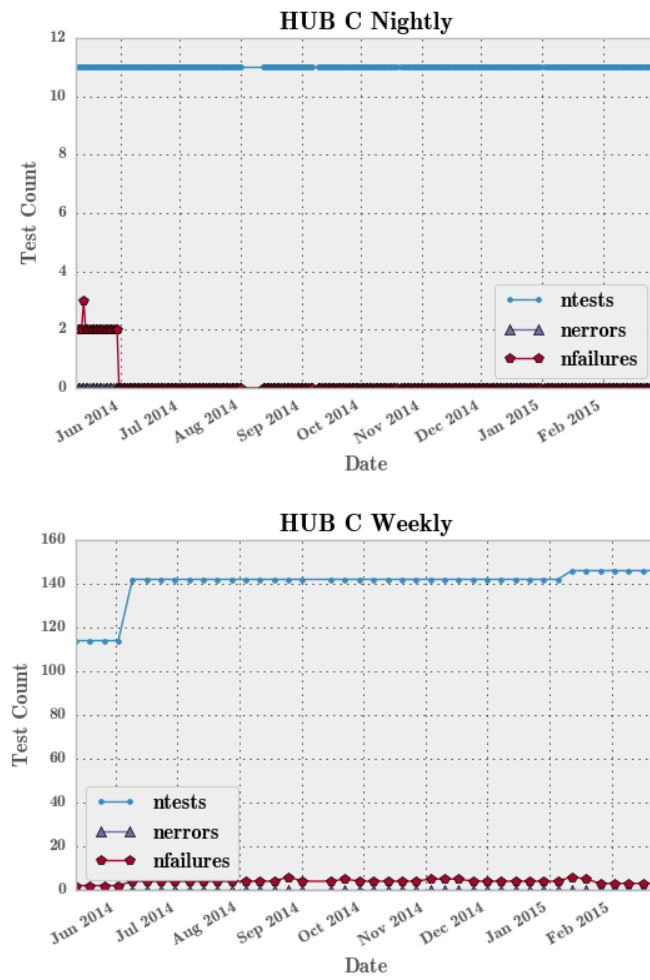 HUB C Nightly
12
10
8
6
4
2
0
Test Count
ntests
nerrors
nfailures
Jun 2014
Jul 2014
Aug 2014
Sep 2014
Oct 2014
Nov 2014
Dec 2014
Jan 2015
Feb 2015
Date
HUB C Weekly
160
140
120
100
80
60
40
20
0
Test Count
ntests
nerrors
nfailures
Jun 2014
Jul 2014
Aug 2014
Sep 2014
Oct 2014
Nov 2014
Dec 2014
Jan 2015
Feb 2015
Date